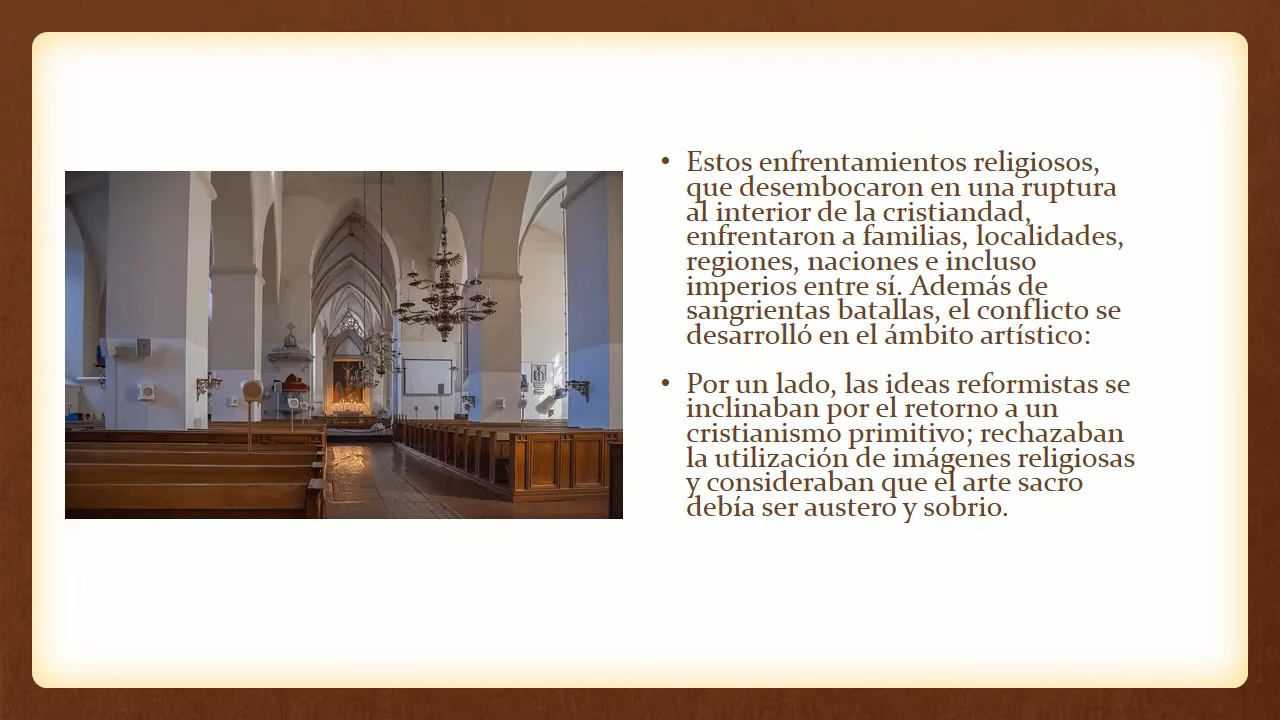 • Estos enfrentamientos religiosos,
que desembocaron en una ruptura
al interior de la cristiandad,
enfrentaron a familias, localidades,
regiones, naciones e incluso
imperios entre sí. Además de
sangrientas batallas, el conflicto se
desarrolló en el ámbito artístico:
• Por un lado, las ideas reformistas se
inclinaban por el retorno a un
cristianismo primitivo; rechazaban
la utilización de imágenes religiosas
y consideraban que el arte sacro
debía ser austero y sobrio.